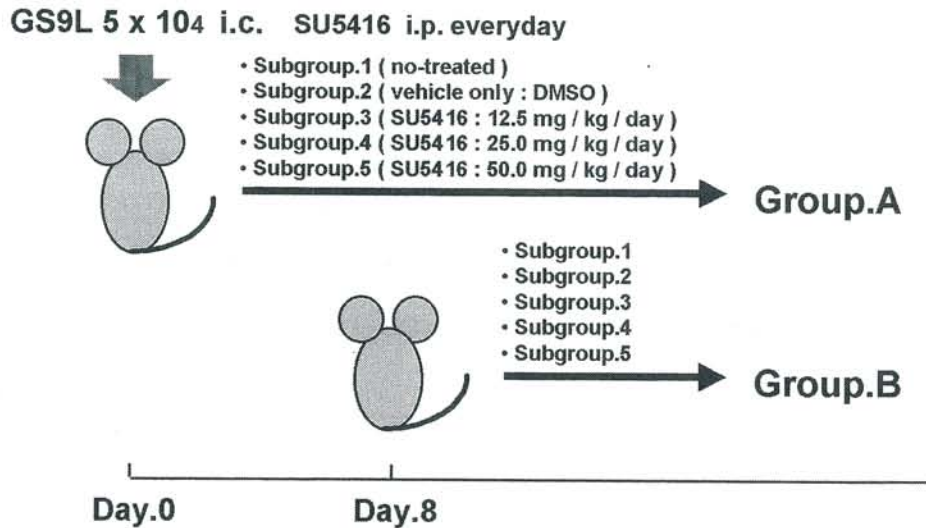 GS9L 5 x 104 i.c. SU5416 i.p. everyday
• Subgroup.1 ( no-treated )
• Subgroup.2 ( vehicle only : DMSO )
• Subgroup.3 ( SU5416 : 12.5 mg / kg / day )
• Subgroup.4 ( SU5416 : 25.0 mg / kg / day )
• Subgroup.5 ( SU5416 : 50.0 mg / kg / day )
Group.A
• Subgroup.1
• Subgroup.2
• Subgroup.3
• Subgroup.4
• Subgroup.5
Group.B
Day.0 Day.8